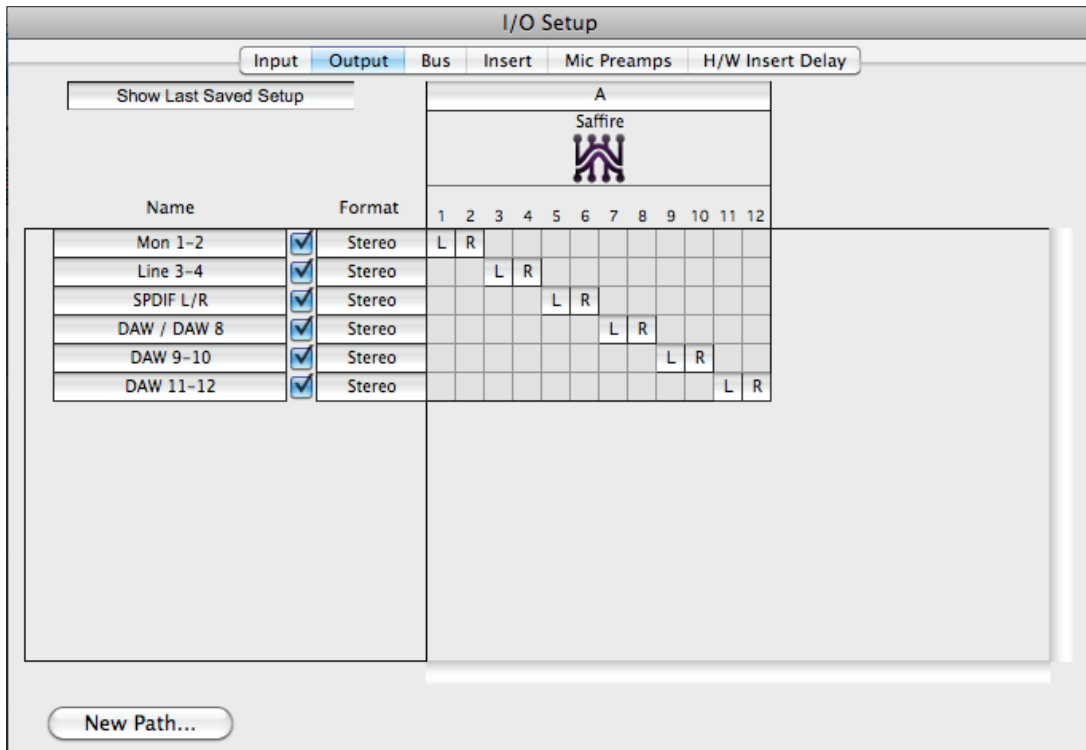 I/O Setup
Input Output Bus Insert Mic Preamps H/W Insert Delay
Show Last Saved Setup
A
Saffire
Name Format 1 2 3 4 5 6 7 8 9 10 11 12
Mon 1-2 Stereo L R
Line 3-4 Stereo L R
SPDIF L/R Stereo L R
DAW / DAW 8 Stereo L R
DAW 9-10 Stereo L R
DAW 11-12 Stereo L R
New Path...